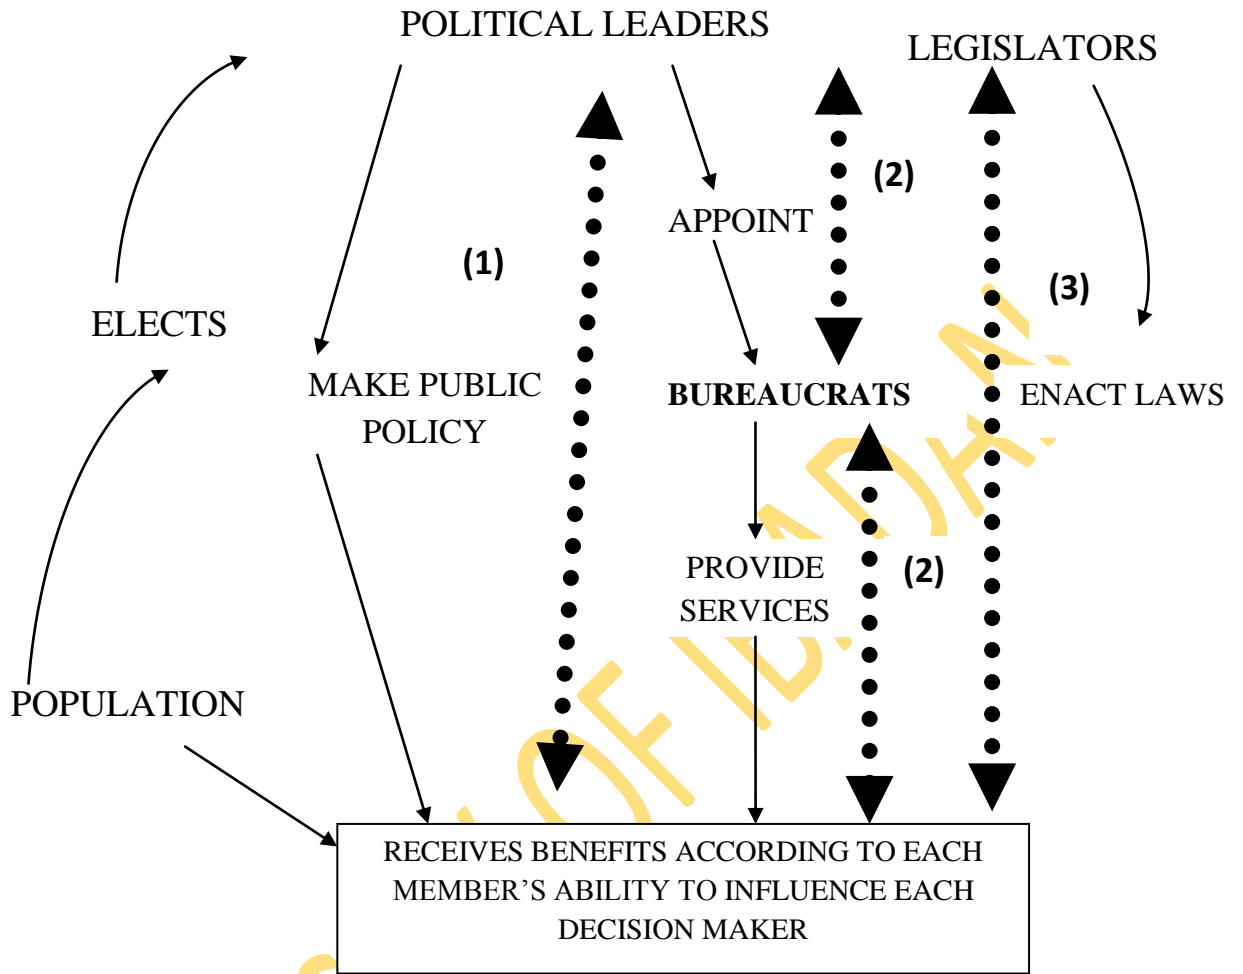 POLITICAL LEADERS
LEGISLATORS
(2)
APPOINT
(1)
(3)
ELECTS
MAKE PUBLIC
POLICY
BUREAUCRATS
ENACT LAWS
PROVIDE
SERVICES
(2)
POPULATION
RECEIVES BENEFITS ACCORDING TO EACH
MEMBER’S ABILITY TO INFLUENCE EACH
DECISION MAKER
OF